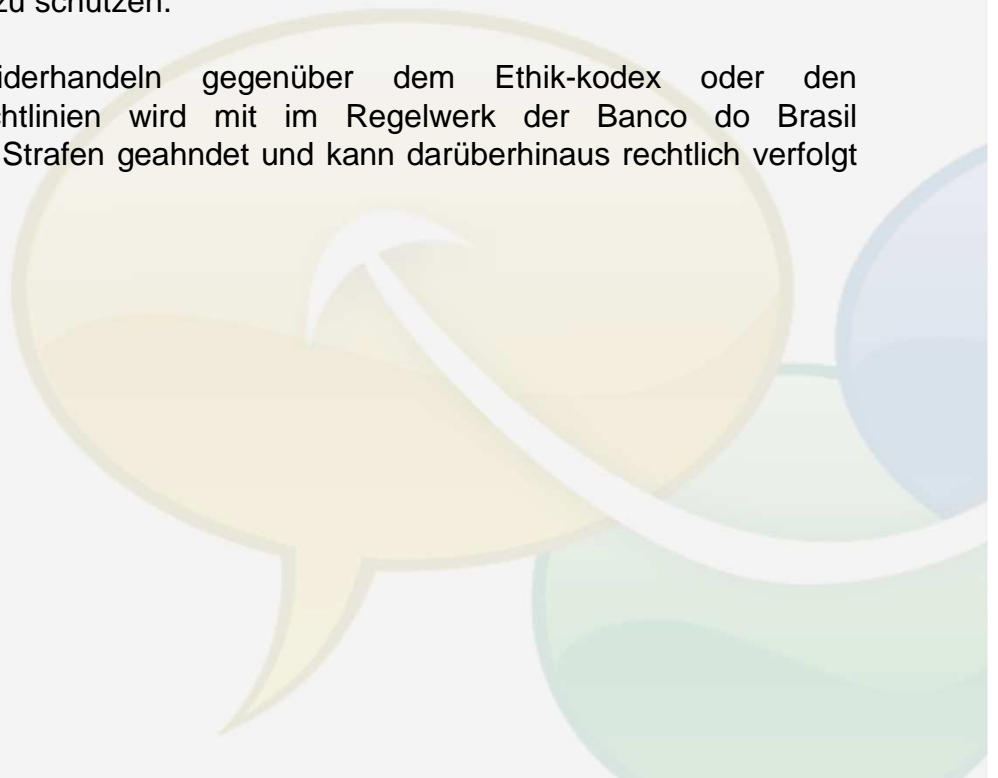 zu schützen.
iderhandeln gegenüber dem Ethik-kodex oder den
htlinien wird mit im Regelwerk der Banco do Brasil
Strafen geahndet und kann darüberhinaus rechtlich verfolgt